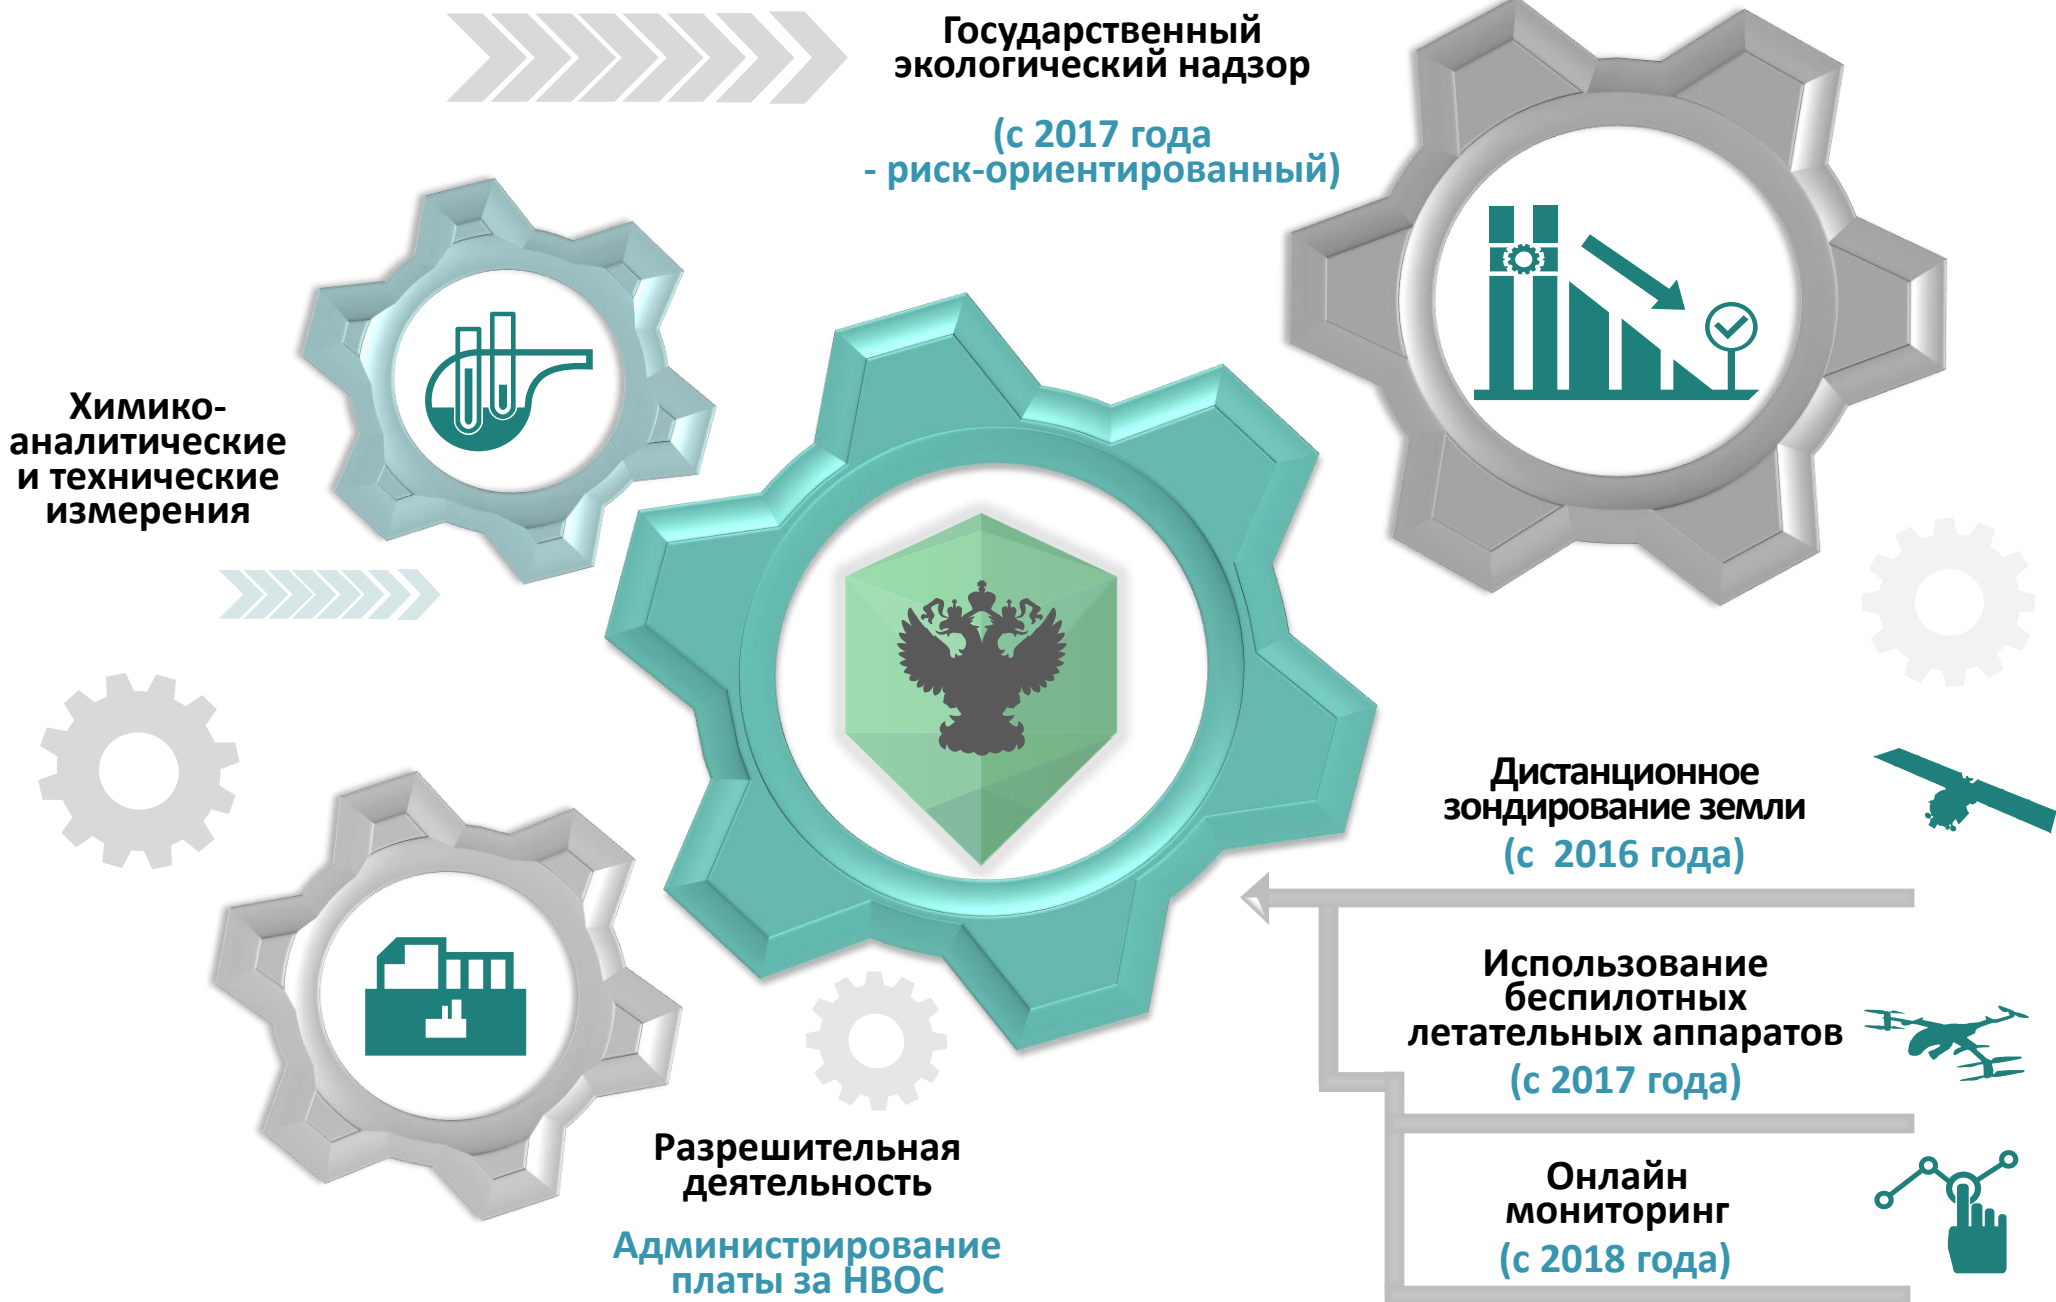 Государственный
экологический надзор
(с 2017 года
- риск-ориентированный)
Химико-
аналитические
и технические
измерения
Дистанционное
зондирование земли
(с 2016 года)
Использование
беспилотных
летательных аппаратов
(с 2017 года)
Разрешительная
деятельность
Администрирование
платы за НВОС
Онлайн
мониторинг
(с 2018 года)